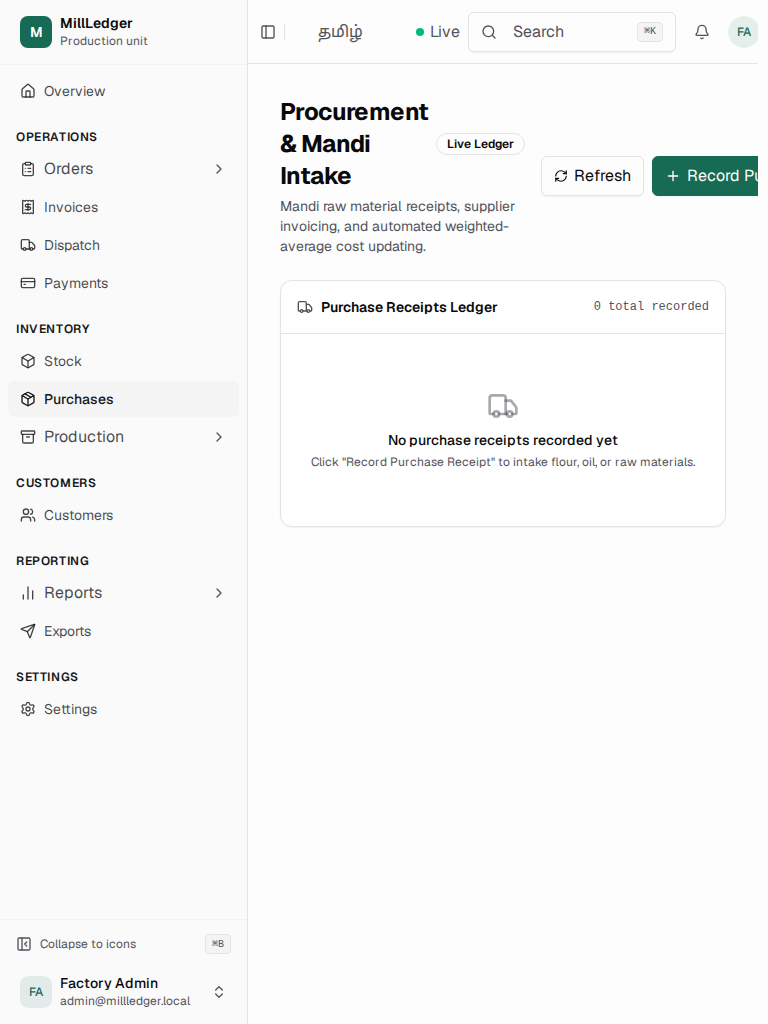 M
MillLedger
Production unit
Overview
OPERATIONS
Orders
Invoices
Dispatch
Payments
INVENTORY
Stock
Purchases
Production
CUSTOMERS
Customers
REPORTING
Reports
Exports
SETTINGS
Settings
Collapse to icons ⌘B
FA
Factory Admin
admin@millledger.local
தமிழ்
Live
Search ⌘K
FA
Procurement
& Mandi
Intake
Live Ledger
Mandi raw material receipts, supplier
invoicing, and automated weighted-
average cost updating.
Refresh
Record Pu
Purchase Receipts Ledger
0 total recorded
No purchase receipts recorded yet
Click "Record Purchase Receipt" to intake flour, oil, or raw materials.